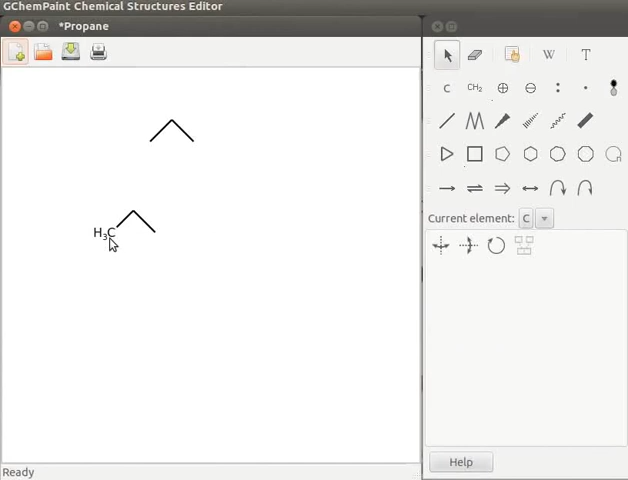 GChemPaint Chemical Structures Editor
*Propane
W T
C CH₂
Current element: C
H₃C
Help
Ready